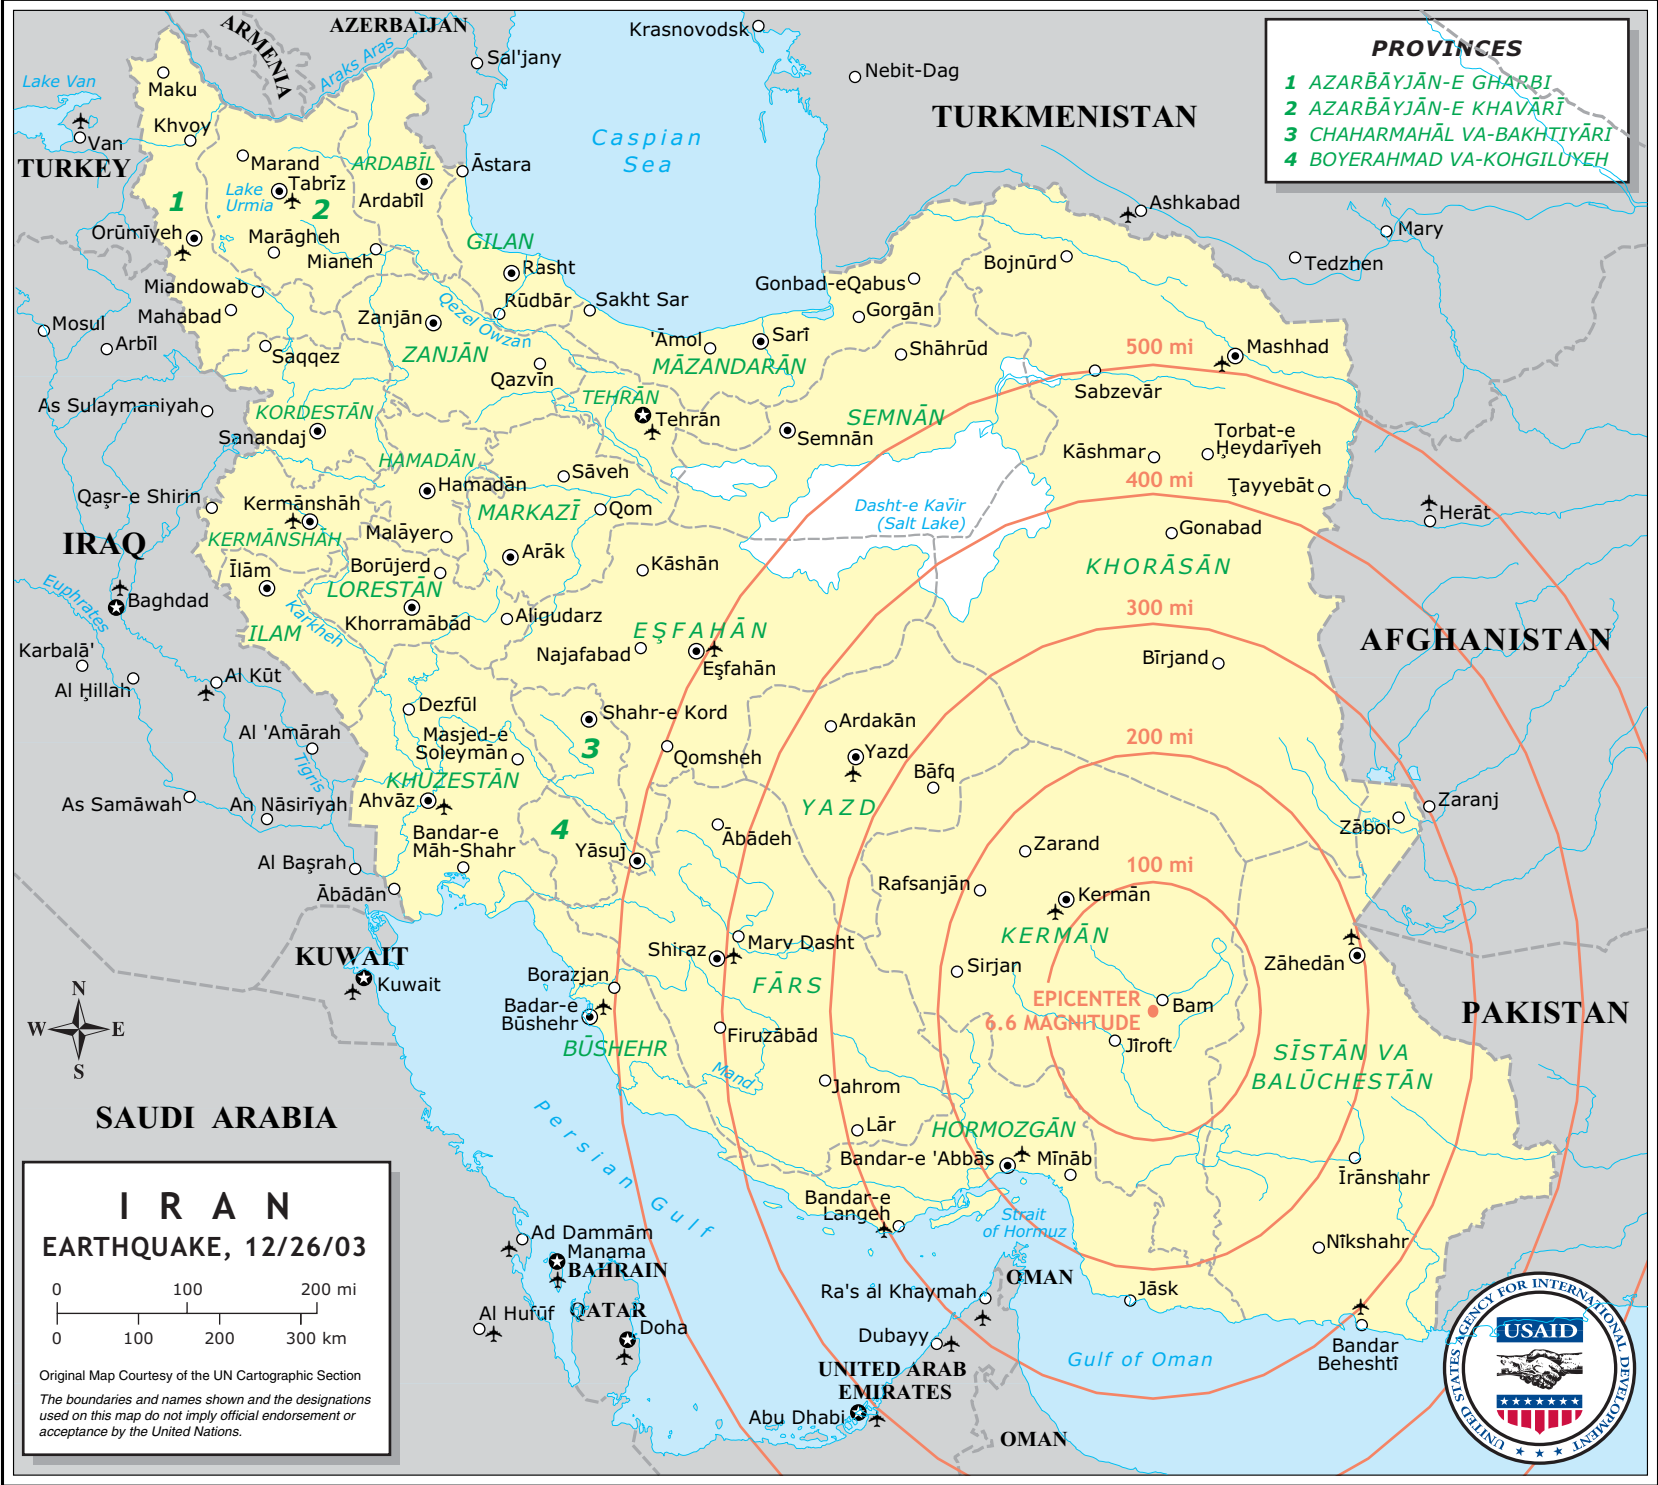 AZERBAIJAN
ARMENIA
Araks Aras
Krasnovodsk
Sal'jany
Nebit-Dag
PROVINCES
1 AZARBĀYJĀN-E GHARBI
2 AZARBĀYJĀN-E KHAVĀRĪ
3 CHAHARMAHĀL VA-BAKHTIYĀRI
4 BOYERAHMAD VA-KOHGILUYEH
Lake Van
Maku
Van
TURKEY
Khvoy
Marand
Tabrīz
Lake
Urmia
1
2
ARDABĪL
Ardabīl
Āstara
Caspian
Sea
TURKMENISTAN
Ashkabad
Mary
Tedzhen
Orūmīyeh
Marāgheh
Mianeh
GILAN
Rasht
Bojnūrd
Gonbad-eQabus
Gorgān
Miandowab
Mahabad
Zanjān
Qezel Owzan
Rūdbār
Sakht Sar
Mosul
Arbīl
Saqqez
ZANJĀN
Qazvīn
'Āmol
Sarī
MĀZANDARĀN
Shāhrūd
500 mi
Mashhad
Sabzevār
As Sulaymaniyah
KORDESTĀN
Sanandaj
TEHRĀN
Tehrān
SEMNĀN
Semnān
Kāshmar
Torbat-e
Ḩeydarīyeh
HAMADĀN
Hamadān
Sāveh
400 mi
Ţayyebāt
Qaşr-e Shirin
Kermānshāh
KERMĀNSHĀH
Malāyer
MARKAZĪ
Qom
Dasht-e Kavīr
(Salt Lake)
Gonabad
Herāt
IRAQ
Īlām
Borūjerd
Arāk
Kāshān
KHORĀSĀN
Euphrates
Baghdad
LORESTĀN
Karkheh
Khorramābād
Aligudarz
300 mi
ILAM
EŞFAHĀN
Najafabad
Eşfahān
AFGHANISTAN
Karbalā'
Al Ḩillah
Al Kūt
Bīrjand
Dezfūl
Shahr-e Kord
Ardakān
Al 'Amārah
Masjed-e
Soleymān
3
Qomsheh
Yazd
200 mi
Tigris
KHŪZESTĀN
Bāfq
As Samāwah
An Nāsirīyah
Ahvāz
YAZD
Zaranj
Zābol
Bandar-e
Māh-Shahr
4
Yāsuj
Ābādeh
Zarand
Al Başrah
Ābādān
Rafsanjān
100 mi
Kermān
KERMĀN
KUWAIT
Kuwait
Shiraz
Marv Dasht
Borazjan
FĀRS
Sirjan
Zāhedān
N
W E
S
Badar-e
Būshehr
EPICENTER
6.6 MAGNITUDE
Bam
PAKISTAN
BŪSHEHR
Firuzābād
Jīroft
SĪSTĀN VA
BALŪCHESTĀN
Mand
Jahrom
SAUDI ARABIA
Persian Gulf
Lār
HORMOZGĀN
Bandar-e 'Abbās
Mīnāb
Īrānshahr
Bandar-e
Langeh
Strait
of Hormuz
Nīkshahr
IRAN
EARTHQUAKE, 12/26/03
0 100 200 mi
0 100 200 300 km
Original Map Courtesy of the UN Cartographic Section
The boundaries and names shown and the designations
used on this map do not imply official endorsement or
acceptance by the United Nations.
Ad Dammām
Manama
BAHRAIN
Al Hufūf
QATAR
Doha
OMAN
Ra's al Khaymah
Jāsk
Dubayy
Gulf of Oman
Bandar
Beheshtī
UNITED ARAB
EMIRATES
Abu Dhabi
OMAN
UNITED STATES AGENCY FOR INTERNATIONAL DEVELOPMENT
USAID